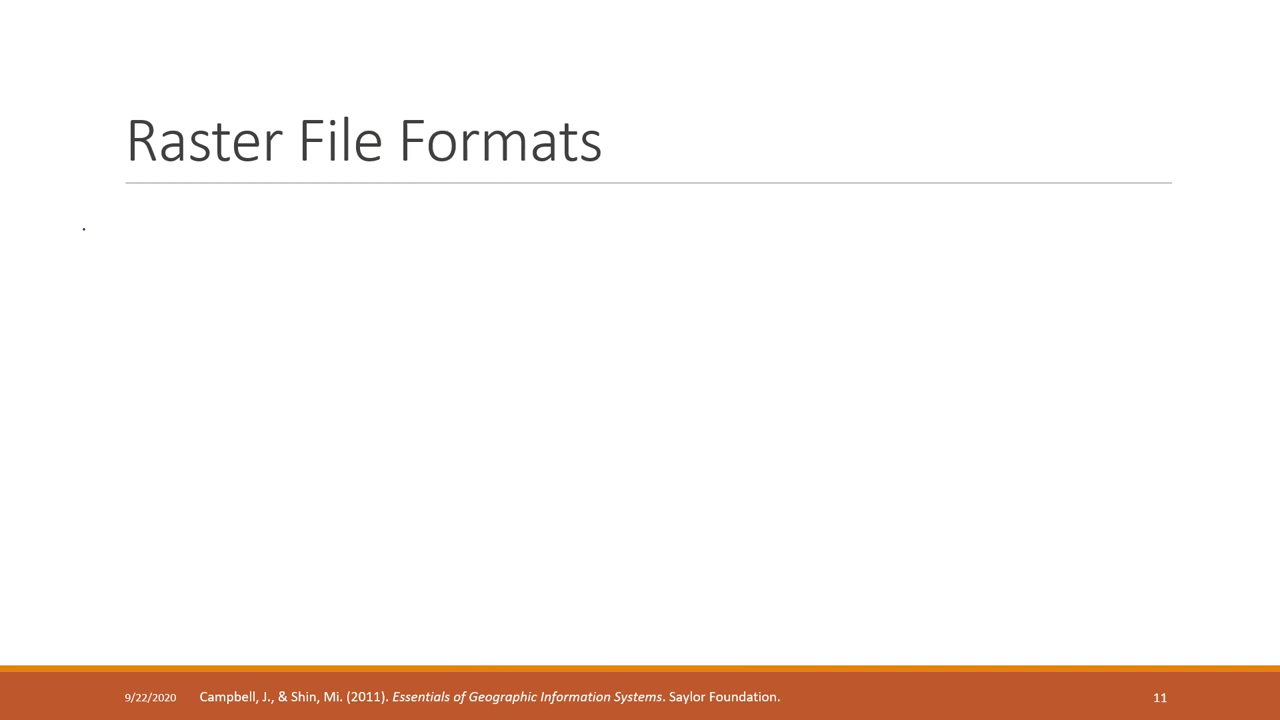 Raster File Formats
.
9/22/2020 Campbell, J., & Shin, Mi. (2011). Essentials of Geographic Information Systems. Saylor Foundation. 11